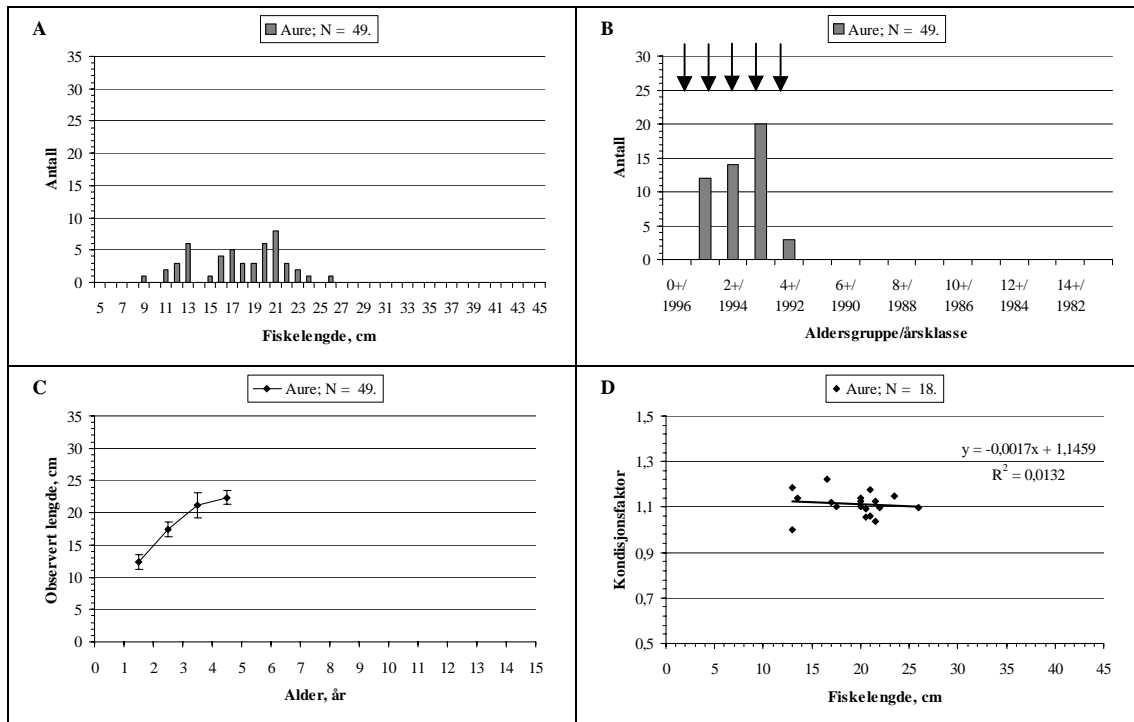 A
Aure; N = 49.
Antall
35
30
25
20
15
10
5
0
5 7 9 11 13 15 17 19 21 23 25 27 29 31 33 35 37 39 41 43 45
Fiskelengde, cm
B
Aure; N = 49.
Antall
30
25
20
15
10
5
0
0+/ 2+/ 4+/ 6+/ 8+/ 10+/ 12+/ 14+/
1996 1994 1992 1990 1988 1986 1984 1982
Aldersgruppe/årsklasse
C
Aure; N = 49.
Observert lengde, cm
35
30
25
20
15
10
5
0
0 1 2 3 4 5 6 7 8 9 10 11 12 13 14 15
Alder, år
D
Aure; N = 18.
Kondisjonsfaktor
1,5
1,3
1,1
0,9
0,7
0,5
y = -0,0017x + 1,1459
R² = 0,0132
0 5 10 15 20 25 30 35 40 45
Fiskelengde, cm